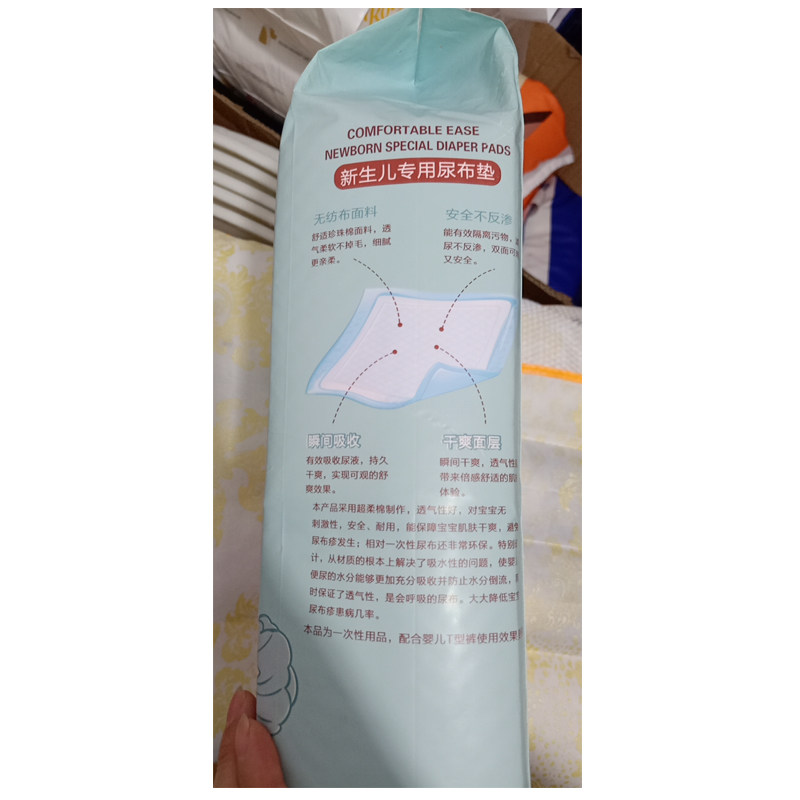 COMFORTABLE EASE
NEWBORN SPECIAL DIAPER PADS
新生儿专用尿布垫
无纺布面料
舒适珍珠棉面料，透
气柔软不掉毛，细腻
更亲柔。
安全不反渗
能有效隔离污物，
尿不反渗，双面可
又安全。
瞬间吸收
有效吸收尿液，持久
干爽，实现可观的舒
爽效果。
干爽面层
瞬间干爽，透气性
带来倍感舒适的肌
体验。
本产品采用超柔棉制作，透气性好，对宝宝无
刺激性，安全、耐用，能保障宝宝肌肤干爽，避
尿布疹发生；相对一次性尿布还非常环保。特别
计，从材质的根本上解决了吸水性的问题，使婴
便尿的水分能够更加充分吸收并防止水分倒流，
时保证了透气性、是会呼吸的尿布。大大降低宝
尿布疹患病几率。
本品为一次性用品，配合婴儿T型裤使用效果